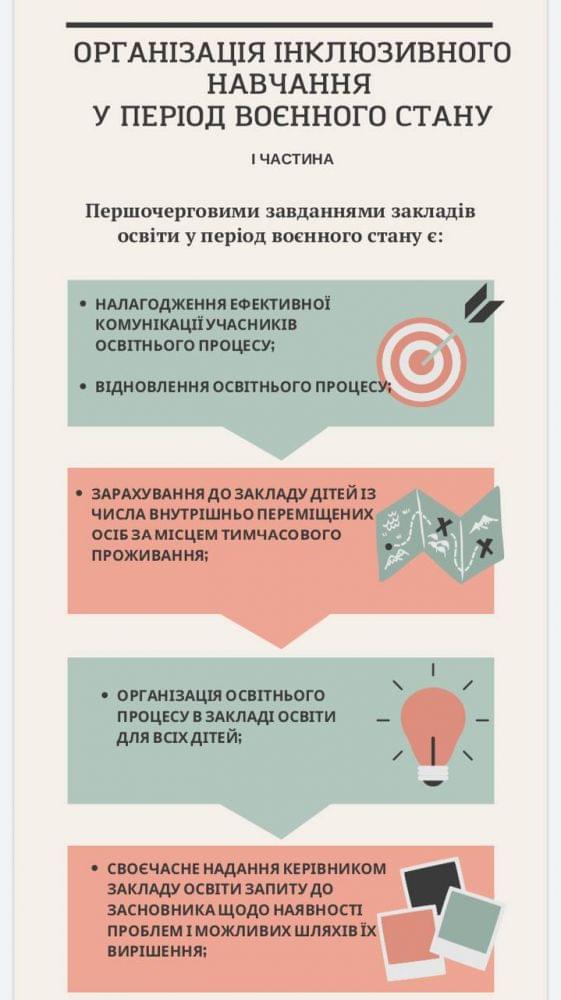 ОРГАНІЗАЦІЯ ІНКЛЮЗИВНОГО
НАВЧАННЯ
У ПЕРІОД ВОЄННОГО СТАНУ
І ЧАСТИНА
Першочерговими завданнями закладів
освіти у період воєнного стану є:
• НАЛАГОДЖЕННЯ ЕФЕКТИВНОЇ
КОМУНІКАЦІЇ УЧАСНИКІВ
ОСВІТНЬОГО ПРОЦЕСУ;
• ВІДНОВЛЕННЯ ОСВІТНЬОГО ПРОЦЕСУ;
• ЗАРАХУВАННЯ ДО ЗАКЛАДУ ДІТЕЙ ІЗ
ЧИСЛА ВНУТРІШНЬО ПЕРЕМІЩЕНИХ
ОСІБ ЗА МІСЦЕМ ТИМЧАСОВОГО
ПРОЖИВАННЯ;
• ОРГАНІЗАЦІЯ ОСВІТНЬОГО
ПРОЦЕСУ В ЗАКЛАДІ ОСВІТИ
ДЛЯ ВСІХ ДІТЕЙ;
• СВОЄЧАСНЕ НАДАННЯ КЕРІВНИКОМ
ЗАКЛАДУ ОСВІТИ ЗАПИТУ ДО
ЗАСНОВНИКА ЩОДО НАЯВНОСТІ
ПРОБЛЕМ І МОЖЛИВИХ ШЛЯХІВ ЇХ
ВИРІШЕННЯ;